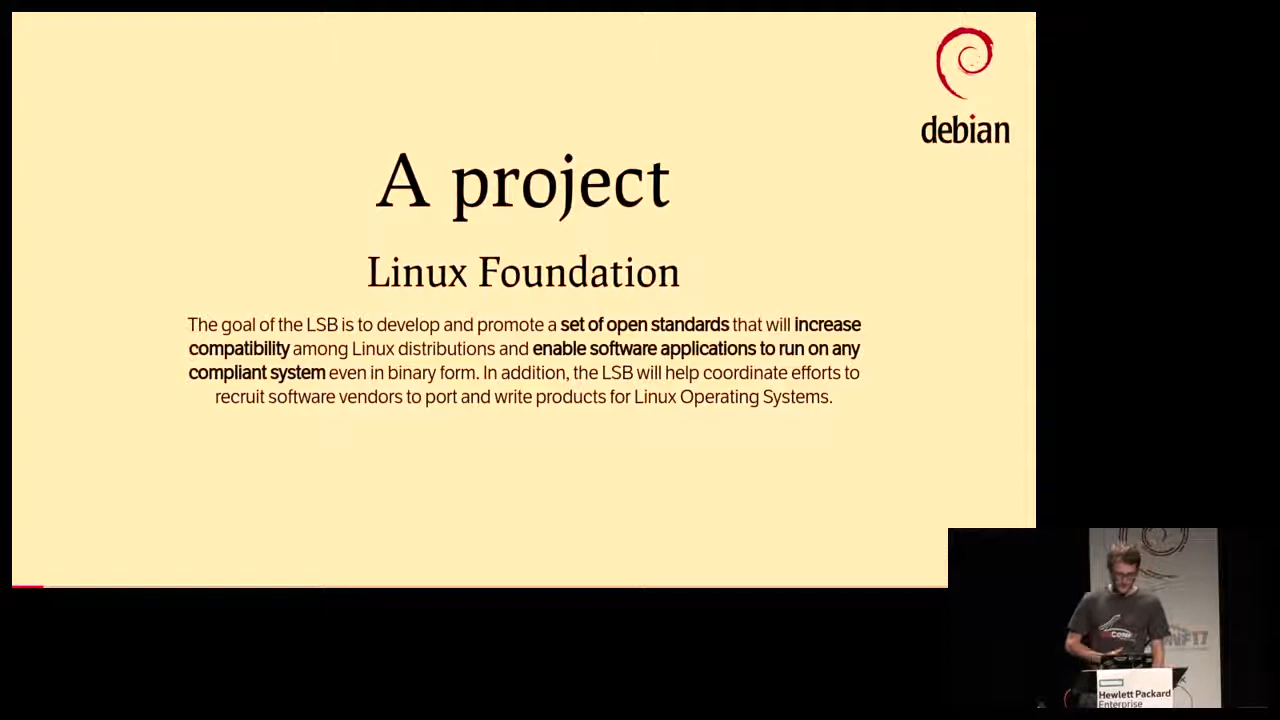 debian
A project
Linux Foundation
The goal of the LSB is to develop and promote a set of open standards that will increase
compatibility among Linux distributions and enable software applications to run on any
compliant system even in binary form. In addition, the LSB will help coordinate efforts to
recruit software vendors to port and write products for Linux Operating Systems.
Hewlett Packard
Enterprise